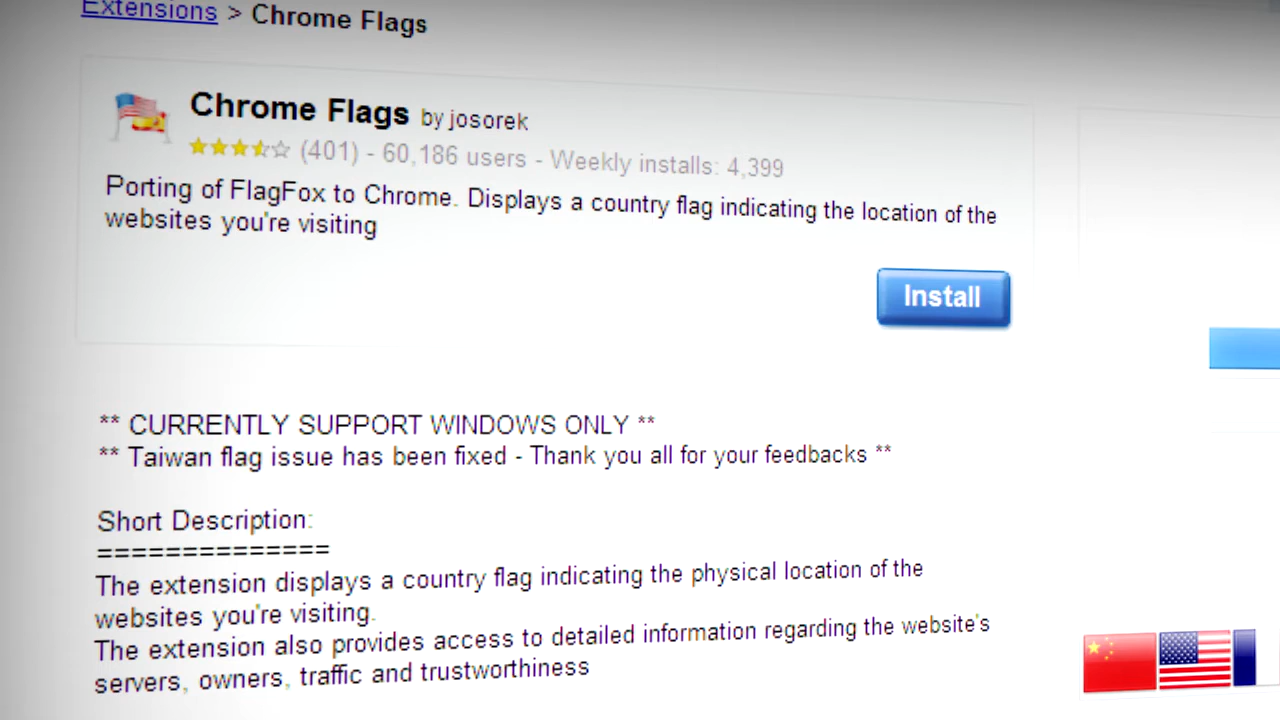 Extensions > Chrome Flags
Chrome Flags by josorek
(401) - 60,186 users - Weekly installs: 4,399
Porting of FlagFox to Chrome. Displays a country flag indicating the location of the
websites you're visiting
Install
** CURRENTLY SUPPORT WINDOWS ONLY **
** Taiwan flag issue has been fixed - Thank you all for your feedbacks **
Short Description:
==============
The extension displays a country flag indicating the physical location of the
websites you're visiting.
The extension also provides access to detailed information regarding the website's
servers, owners, traffic and trustworthiness